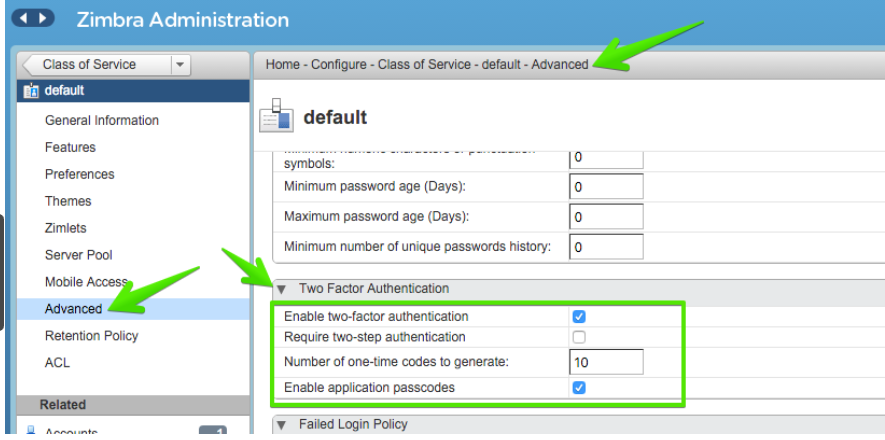 Zimbra Administration
Class of Service
Home - Configure - Class of Service - default - Advanced
default
General Information
Features
Preferences
Themes
Zimlets
Server Pool
Mobile Access
Advanced
Retention Policy
ACL
Related
Accounts
1
default
symbols:
0
Minimum password age (Days):
0
Maximum password age (Days):
0
Minimum number of unique passwords history:
0
Two Factor Authentication
Enable two-factor authentication
Require two-step authentication
Number of one-time codes to generate:
10
Enable application passcodes
Failed Login Policy